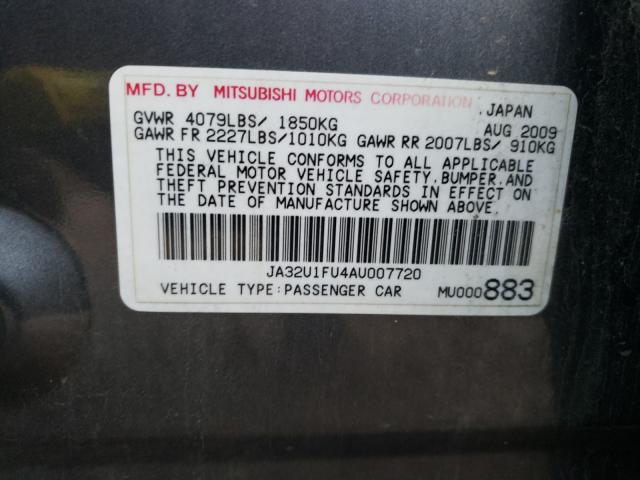 MFD. BY MITSUBISHI MOTORS CORPORATION JAPAN
GVWR 4079LBS/ 1850KG AUG 2009
GAWR FR 2227LBS/1010KG GAWR RR 2007LBS/ 910KG
THIS VEHICLE CONFORMS TO ALL APPLICABLE
FEDERAL MOTOR VEHICLE SAFETY, BUMPER, AND
THEFT PREVENTION STANDARDS IN EFFECT ON
THE DATE OF MANUFACTURE SHOWN ABOVE.
JA32U1FU4AU007720
VEHICLE TYPE:PASSENGER CAR MU000883